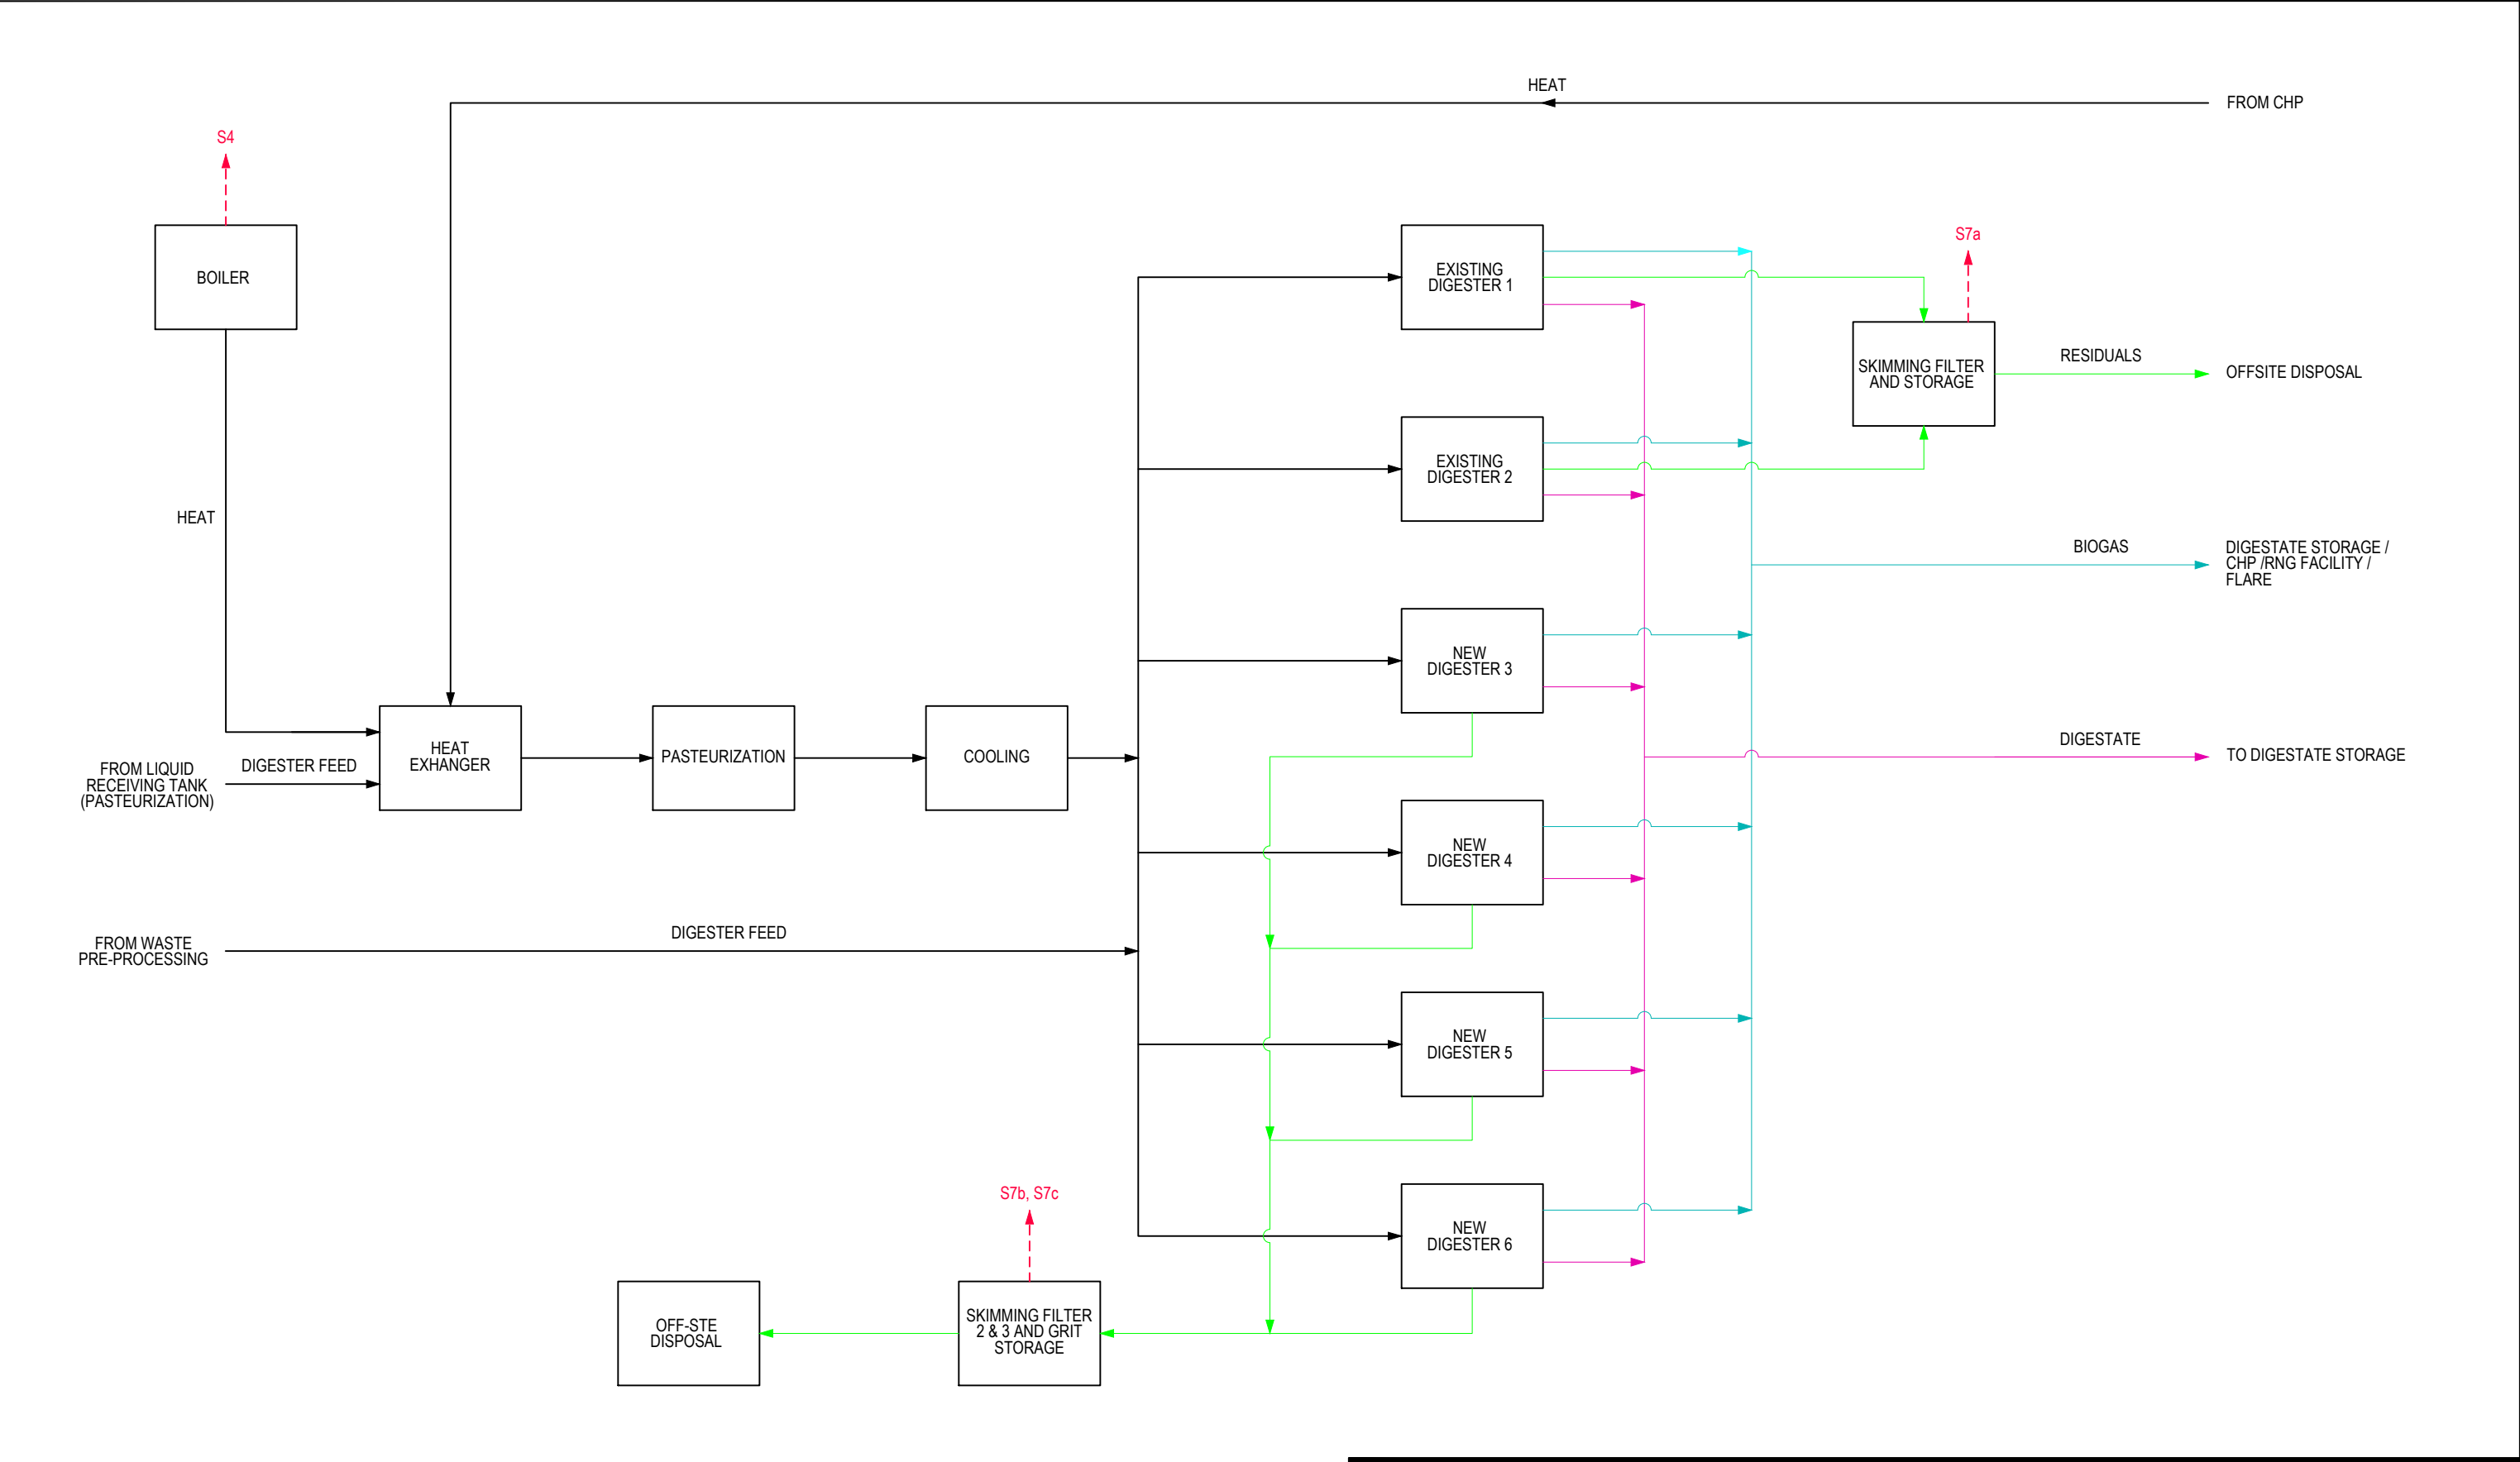 HEAT
FROM CHP
S4
S7a
BOILER
EXISTING
DIGESTER 1
SKIMMING FILTER
AND STORAGE
RESIDUALS
OFFSITE DISPOSAL
EXISTING
DIGESTER 2
HEAT
BIOGAS
DIGESTATE STORAGE /
CHP /RNG FACILITY /
FLARE
NEW
DIGESTER 3
HEAT
EXHANGER
PASTEURIZATION
COOLING
DIGESTATE
TO DIGESTATE STORAGE
FROM LIQUID
RECEIVING TANK
(PASTEURIZATION)
DIGESTER FEED
NEW
DIGESTER 4
FROM WASTE
PRE-PROCESSING
DIGESTER FEED
NEW
DIGESTER 5
S7b, S7c
NEW
DIGESTER 6
OFF-STE
DISPOSAL
SKIMMING FILTER
2 & 3 AND GRIT
STORAGE